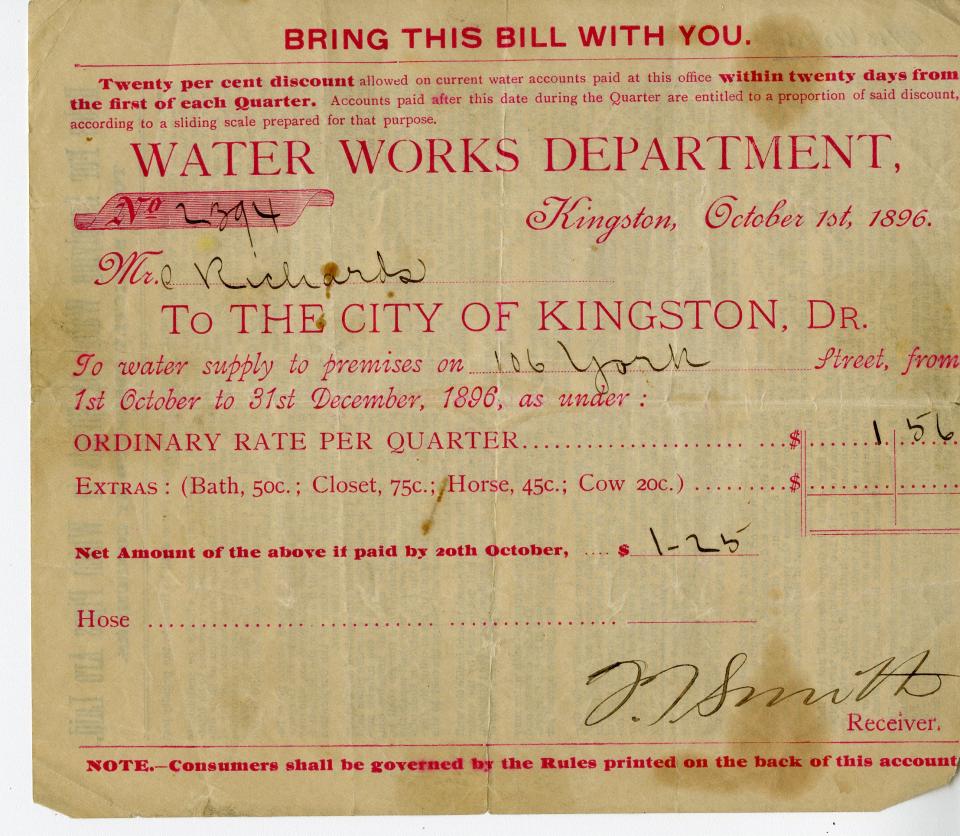 BRING THIS BILL WITH YOU.
Twenty per cent discount allowed on current water accounts paid at this office within twenty days from
the first of each Quarter. Accounts paid after this date during the Quarter are entitled to a proportion of said discount,
according to a sliding scale prepared for that purpose.
WATER WORKS DEPARTMENT,
No 2394
Kingston, October 1st, 1896.
Mr. C Richards
To THE CITY OF KINGSTON, DR.
To water supply to premises on 106 York Street, from
1st October to 31st December, 1896, as under :
ORDINARY RATE PER QUARTER. $ 1 56
EXTRAS : (Bath, 50c.; Closet, 75c.; Horse, 45c.; Cow 20c.) $
Net Amount of the above if paid by 20th October, $ 1-25
Hose
Smith
Receiver.
NOTE.—Consumers shall be governed by the Rules printed on the back of this account